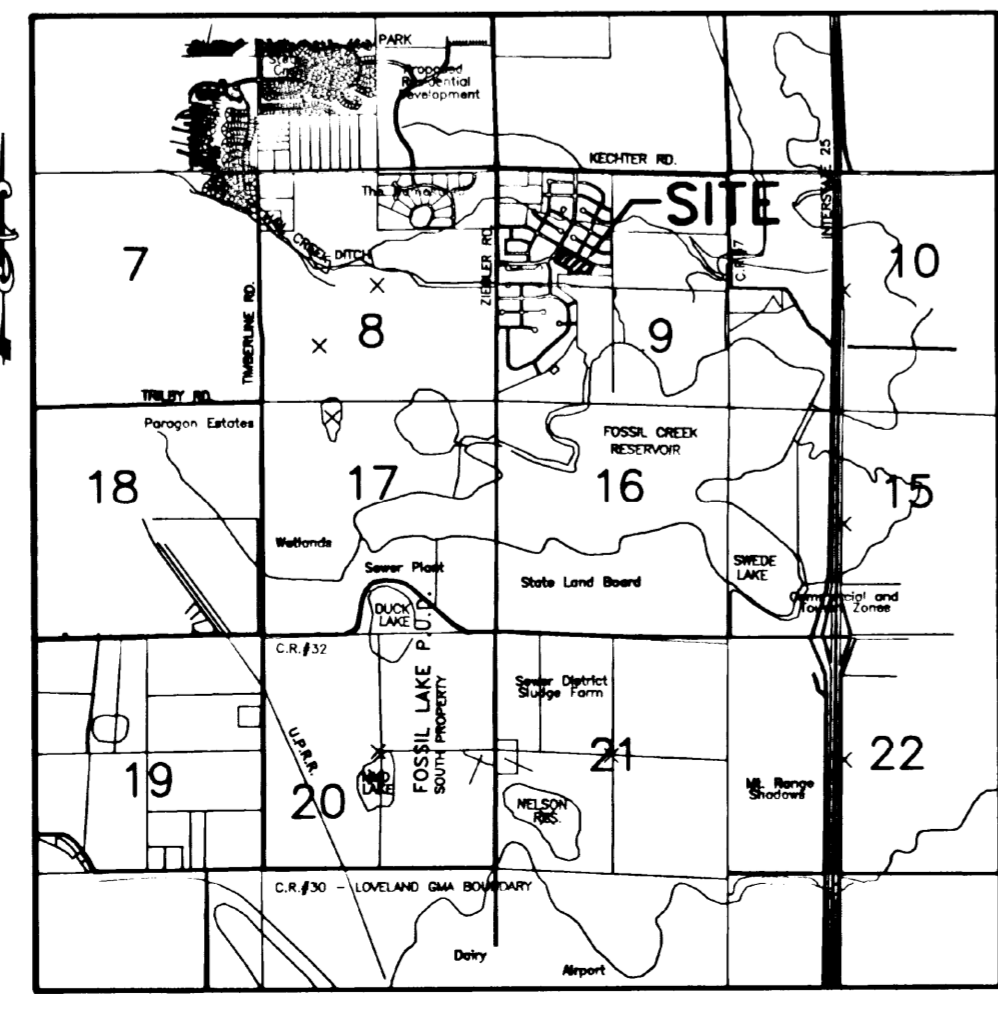 PARK
Proposed
Residential
Development
KECHTER RD.
SITE
INTERSTATE 25
7
CREEK DITCH
ZIEGLER RD.
C.R. #7
10
TIMBERLINE RD.
8
9
TRILBY RD.
Paragon Estates
FOSSIL CREEK
RESERVOIR
18
17
16
15
Wetlands
Sewer Plant
State Land Board
SWEDE
LAKE
DUCK
LAKE
Commercial and
Tourist Zones
C.R.#32
FOSSIL LAKE P.U.D.
SOUTH PROPERTY
Sewer District
Sludge Farm
U.P.R.R.
19
20
21
22
LAKE
NELSON
RES.
Mt. Range
Shadows
C.R.#30 - LOVELAND GMA BOUNDARY
Dairy
Airport